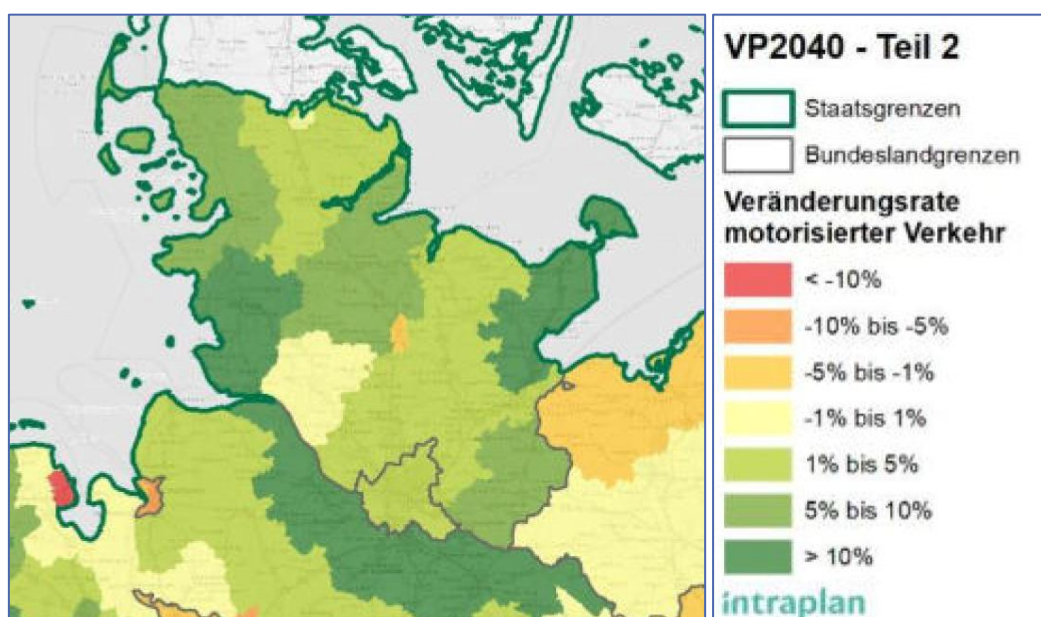 VP2040 - Teil 2
Staatsgrenzen
Bundeslandgrenzen
Veränderungsrate
motorisierter Verkehr
< -10%
-10% bis -5%
-5% bis -1%
-1% bis 1%
1% bis 5%
5% bis 10%
> 10%
intraplan